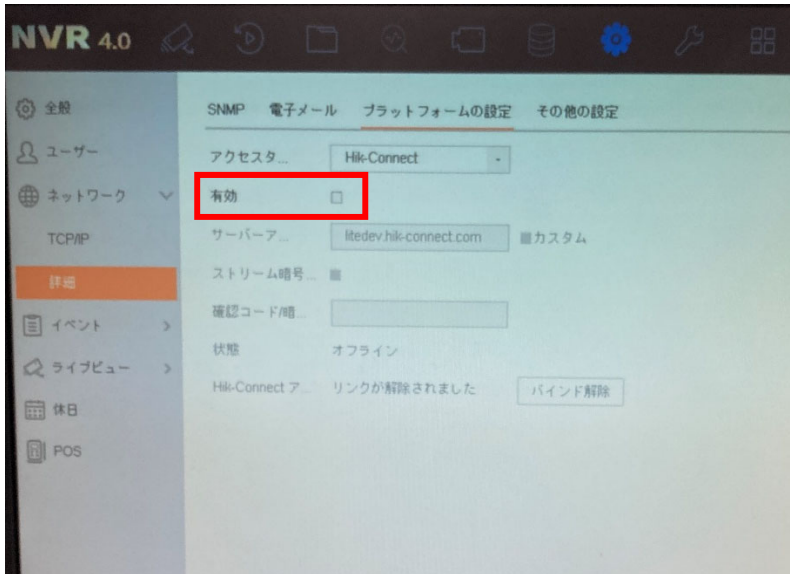 NVR 4.0
全般
ユーザー
ネットワーク
TCP/IP
詳細
イベント
ライブビュー
休日
POS
SNMP 電子メール プラットフォームの設定 その他の設定
アクセスタ... Hik-Connect
有効
サーバーア... litedev.hik-connect.com カスタム
ストリーム暗号...
確認コード/暗...
状態 オフライン
Hik-Connect ア... リンクが解除されました バインド解除